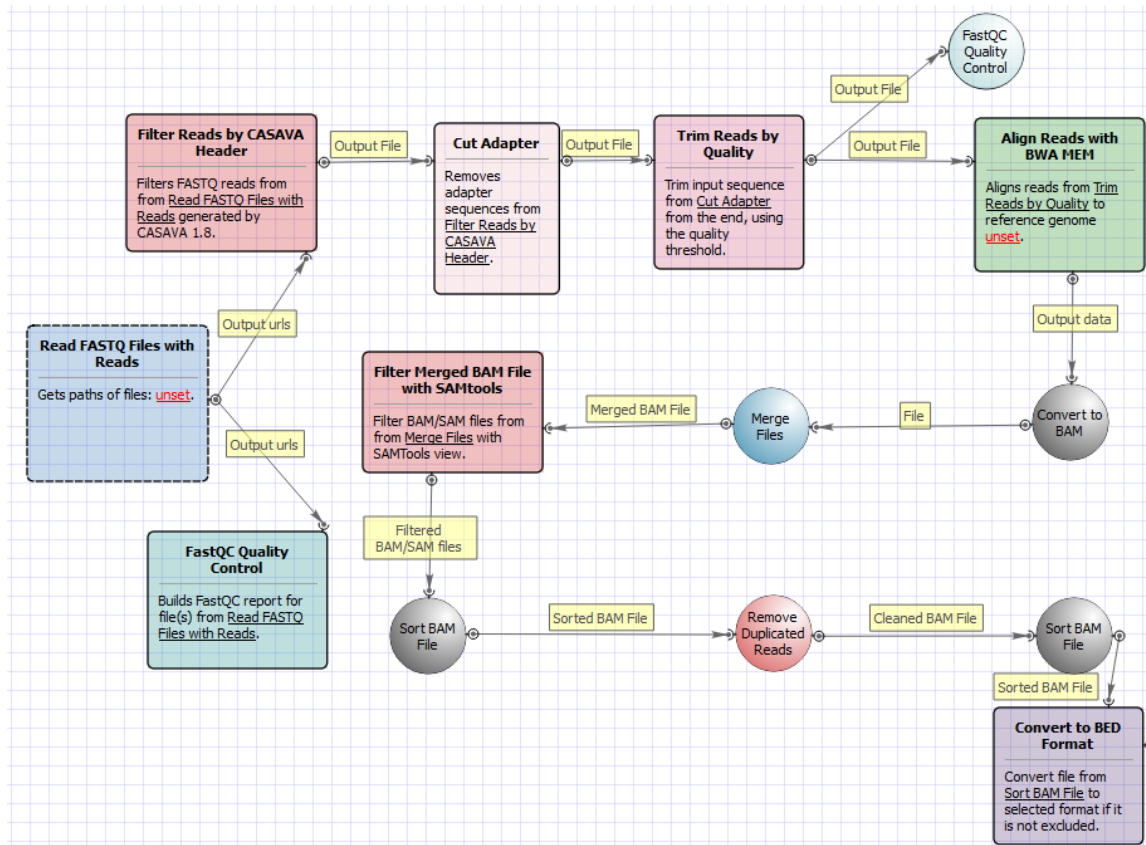 FastQC
Quality
Control
Output File
Filter Reads by CASAVA
Header
Filters FASTQ reads from
from Read FASTQ Files with
Reads generated by
CASAVA 1.8.
Output File
Cut Adapter
Removes
adapter
sequences from
Filter Reads by
CASAVA
Header.
Output File
Trim Reads by
Quality
Trim input sequence
from Cut Adapter
from the end, using
the quality
threshold.
Output File
Align Reads with
BWA MEM
Aligns reads from Trim
Reads by Quality to
reference genome
unset.
Output urls
Output data
Read FASTQ Files with
Reads
Gets paths of files: unset.
Output urls
Filter Merged BAM File
with SAMtools
Filter BAM/SAM files from
from Merge Files with
SAMTools view.
Merged BAM File
Merge
Files
File
Convert to
BAM
Filtered
BAM/SAM files
FastQC Quality
Control
Builds FastQC report for
file(s) from Read FASTQ
Files with Reads.
Sort BAM
File
Sorted BAM File
Remove
Duplicated
Reads
Cleaned BAM File
Sort BAM
File
Sorted BAM File
Convert to BED
Format
Convert file from
Sort BAM File to
selected format if it
is not excluded.